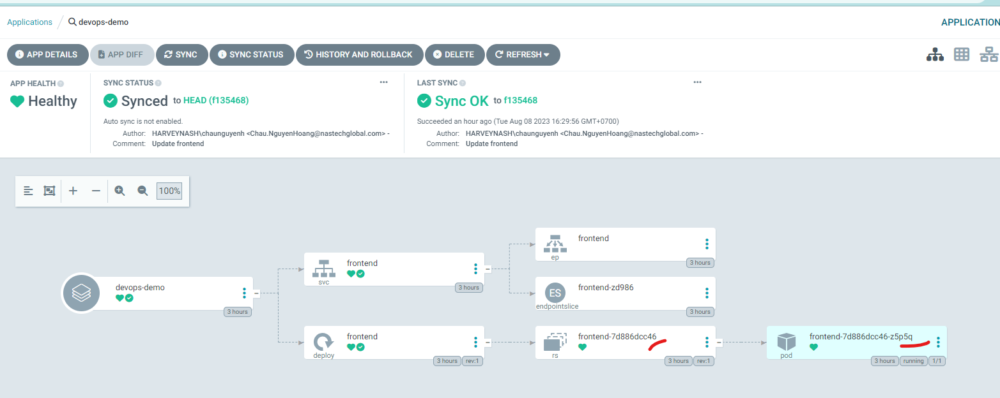 Applications / devops-demo
APPLICATION
APP DETAILS APP DIFF SYNC SYNC STATUS HISTORY AND ROLLBACK DELETE REFRESH
APP HEALTH
Healthy
SYNC STATUS
Synced to HEAD (f135468)
Auto sync is not enabled.
Author: HARVEYNASH\chaunguyenh <Chau.NguyenHoang@nastechglobal.com> -
Comment: Update frontend
LAST SYNC
Sync OK to f135468
Succeeded an hour ago (Tue Aug 08 2023 16:29:56 GMT+0700)
Author: HARVEYNASH\chaunguyenh <Chau.NguyenHoang@nastechglobal.com> -
Comment: Update frontend
100%
devops-demo
3 hours
frontend
svc
3 hours
frontend
deploy
3 hours rev:1
frontend
ep
3 hours
frontend-zd986
ES
endpointslice
3 hours
frontend-7d886dcc46
rs
3 hours rev:1
frontend-7d886dcc46-z5p5q
pod
3 hours running 1/1